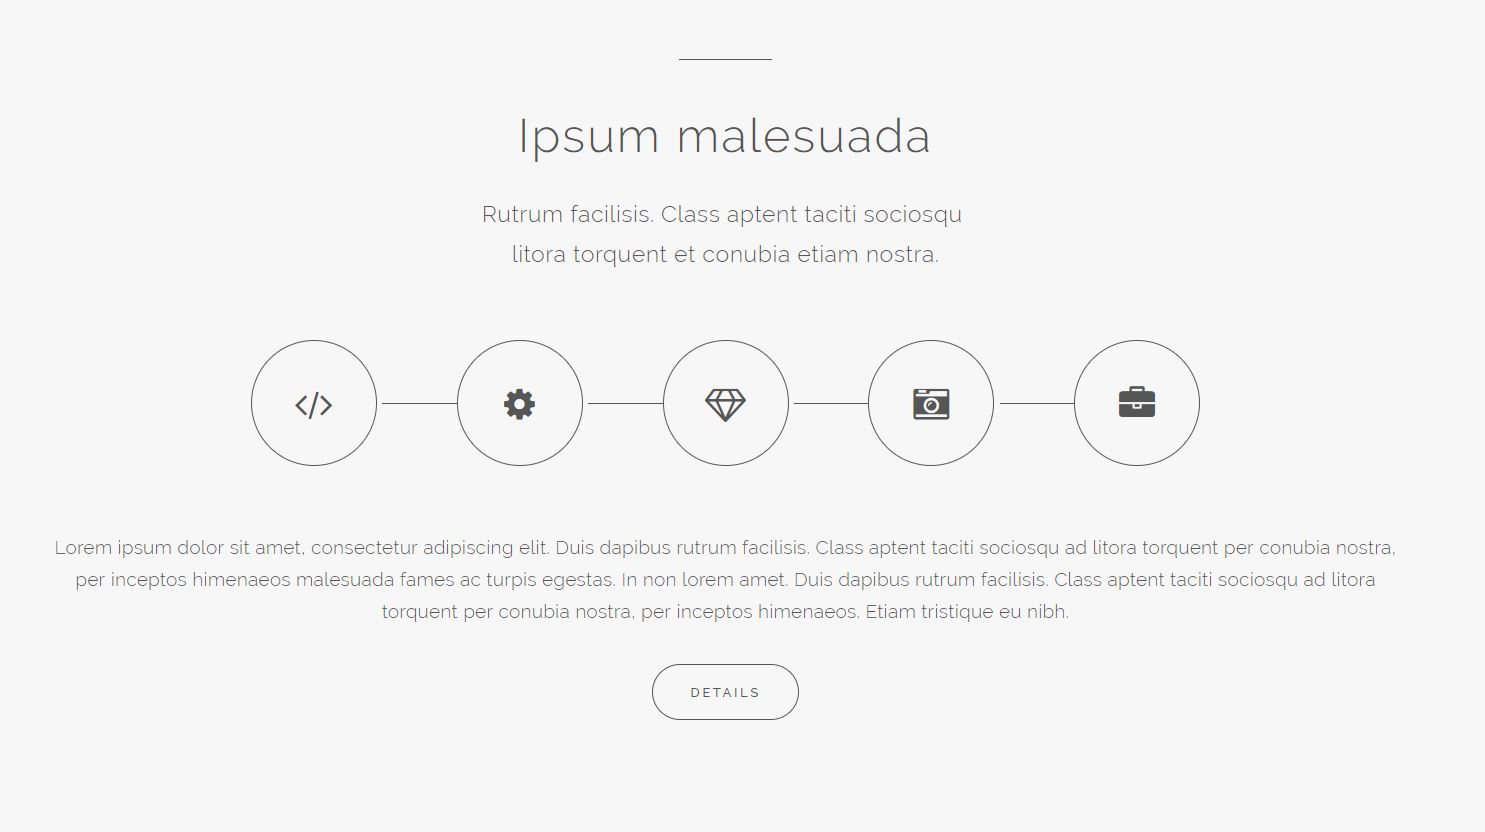 Ipsum malesuada
Rutrum facilisis. Class aptent taciti sociosqu
litora torquent et conubia etiam nostra.
Lorem ipsum dolor sit amet, consectetur adipiscing elit. Duis dapibus rutrum facilisis. Class aptent taciti sociosqu ad litora torquent per conubia nostra,
per inceptos himenaeos malesuada fames ac turpis egestas. In non lorem amet. Duis dapibus rutrum facilisis. Class aptent taciti sociosqu ad litora
torquent per conubia nostra, per inceptos himenaeos. Etiam tristique eu nibh.
DETAILS